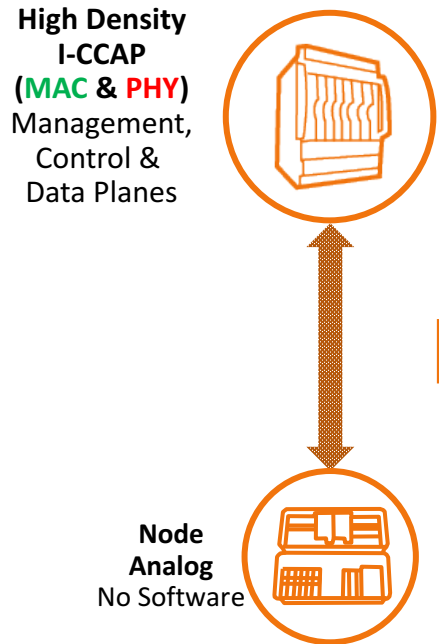 High Density
I-CCAP
(MAC & PHY)
Management,
Control &
Data Planes
Node
Analog
No Software